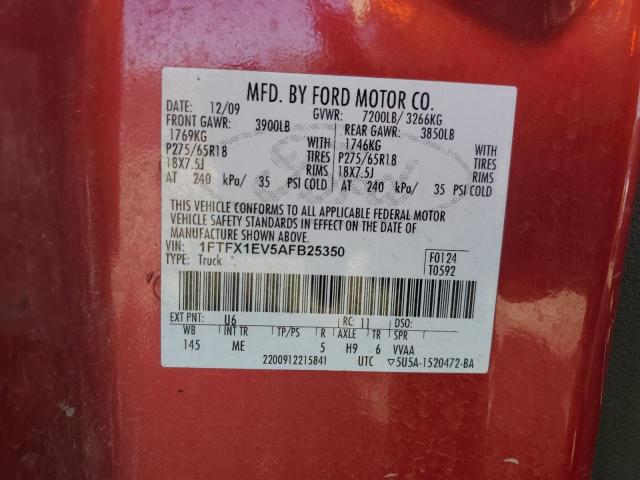 MFD. BY FORD MOTOR CO.
DATE: 12/09 GVWR: 7200LB/ 3266KG
FRONT GAWR: 3900LB REAR GAWR: 3850LB
1769KG WITH 1746KG WITH
P275/65R18 TIRES P275/65R18 TIRES
18X7.5J RIMS 18X7.5J RIMS
AT 240 kPa/ 35 PSI COLD AT 240 kPa/ 35 PSI COLD
THIS VEHICLE CONFORMS TO ALL APPLICABLE FEDERAL MOTOR
VEHICLE SAFETY STANDARDS IN EFFECT ON THE DATE OF
MANUFACTURE SHOWN ABOVE.
VIN: 1FTFX1EV5AFB25350 F0124
TYPE: Truck T0592
EXT PNT: U6 RC: 11 DSO:
WB INT TR TP/PS R AXLE TR SPR
145 ME 5 H9 6 VVAA
2200912215841 UTC ▽5U5A-1520472-BA
Ford